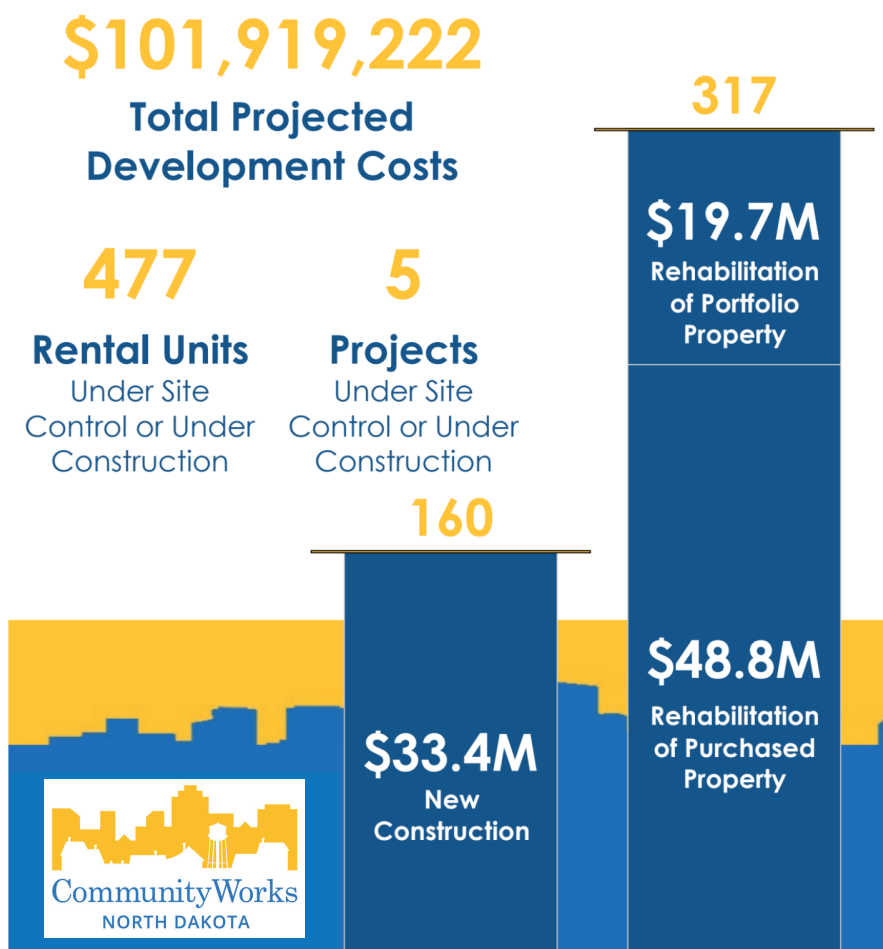 $101,919,222
Total Projected
Development Costs
477
Rental Units
Under Site
Control or Under
Construction
5
Projects
Under Site
Control or Under
Construction
160
$33.4M
New
Construction
317
$19.7M
Rehabilitation
of Portfolio
Property
$48.8M
Rehabilitation
of Purchased
Property
CommunityWorks
NORTH DAKOTA